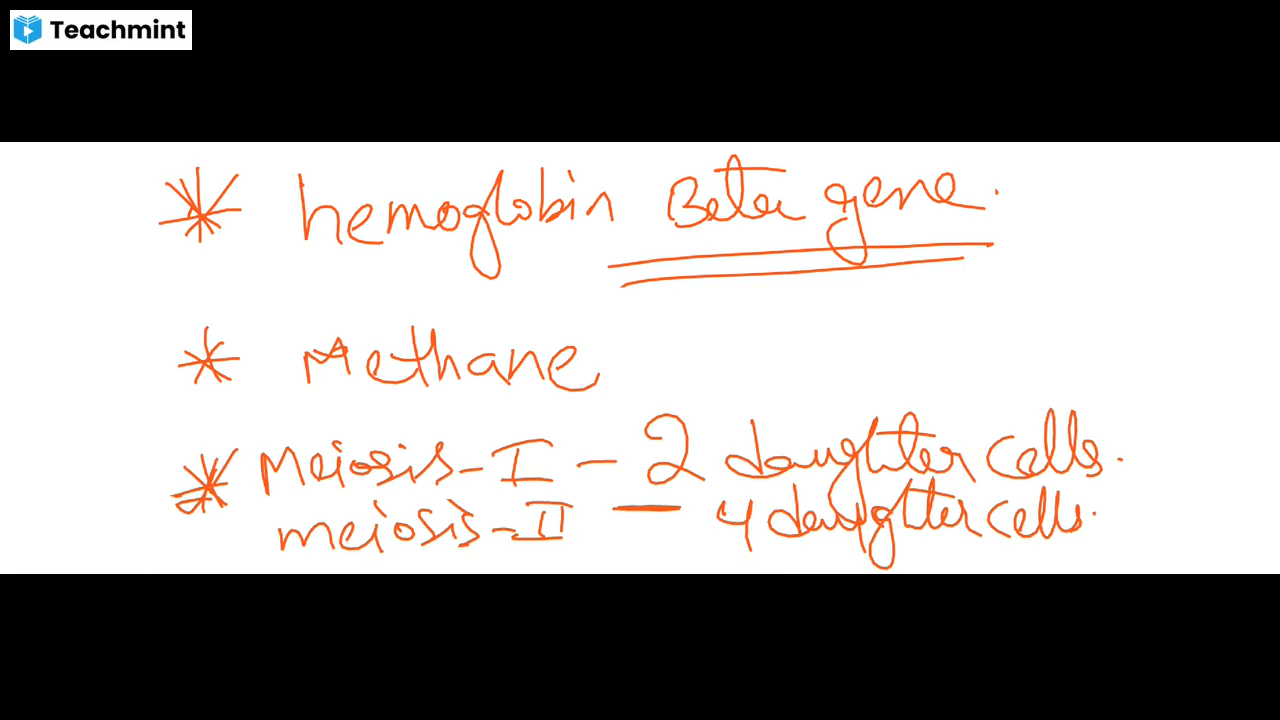 Teachmint
* hemoglobin Beta gene.
* Methane
* Meiosis-I - 2 daughter cells.
meiosis-II - 4 daughter cells.